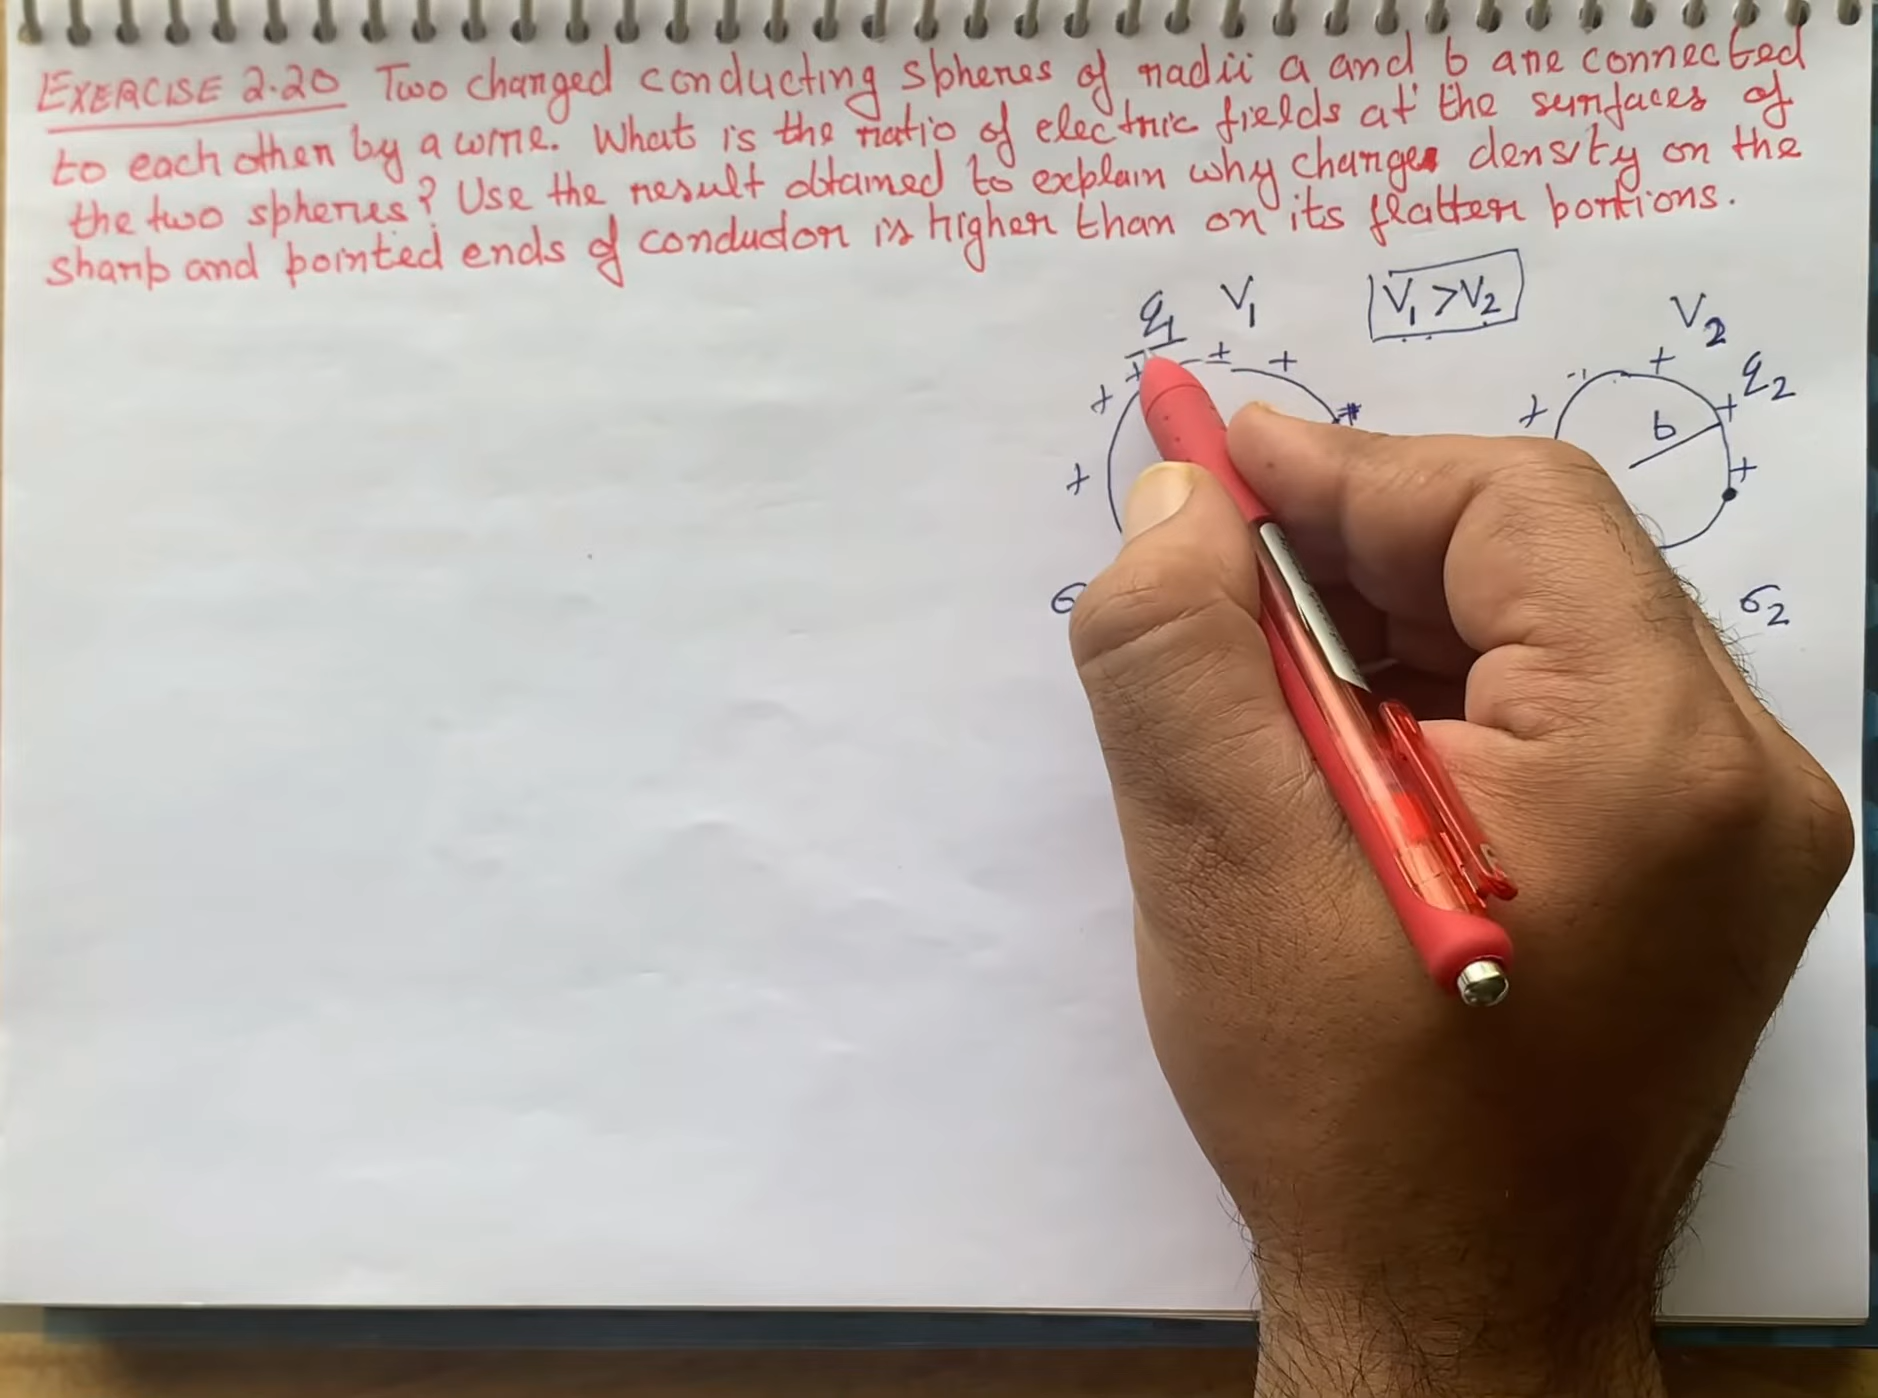 EXERCISE 2.20 Two charged conducting spheres of radii a and b are connected
to each other by a wire. What is the ratio of electric fields at the surfaces of
the two spheres? Use the result obtained to explain why charge density on the
sharp and pointed ends of conductor is higher than on its flatter portions.
q1 V1 V1 > V2 V2
q2
b
σ σ2